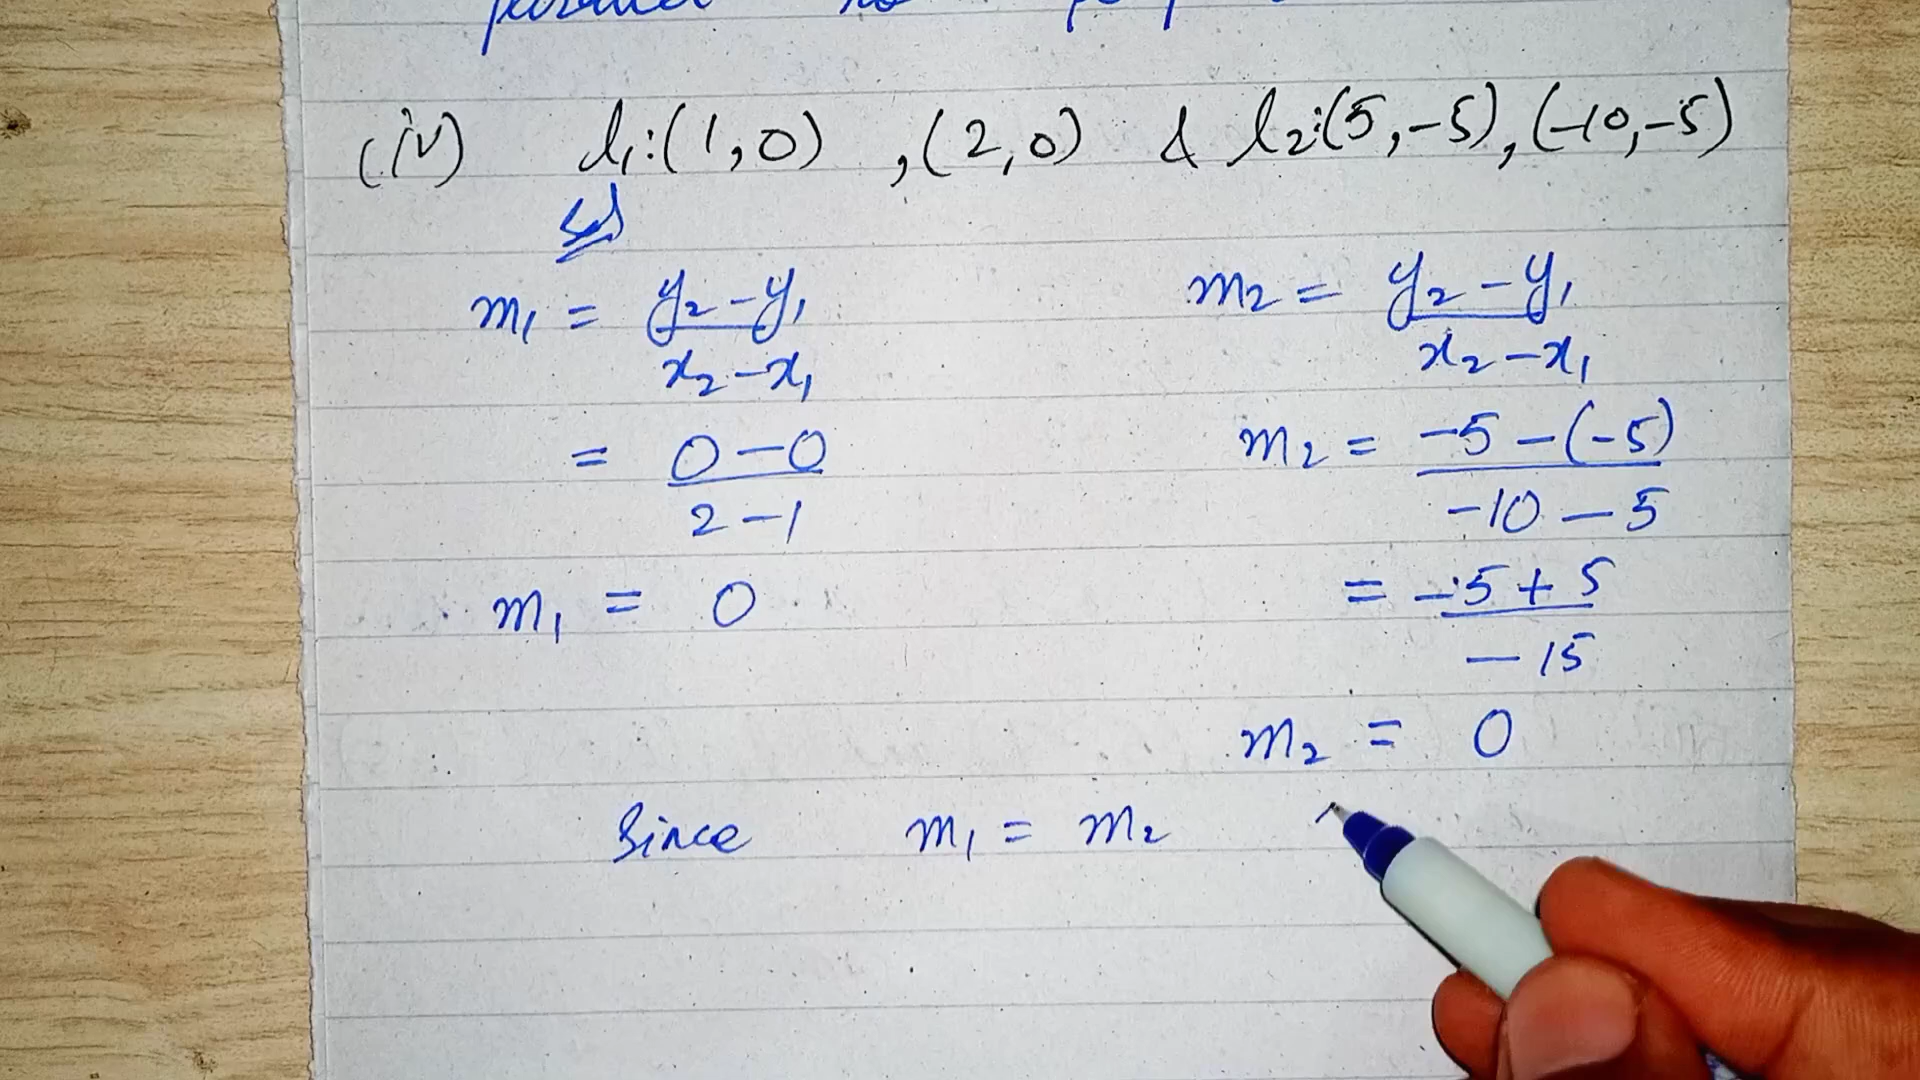 (iv) l₁:(1,0) ,(2,0) & l₂:(5,-5),(-10,-5)
Sol
m₁ = y₂-y₁ / x₂-x₁
= 0-0 / 2-1
m₁ = 0
m₂ = y₂-y₁ / x₂-x₁
m₂ = -5-(-5) / -10-5
= -5+5 / -15
m₂ = 0
Since m₁ = m₂